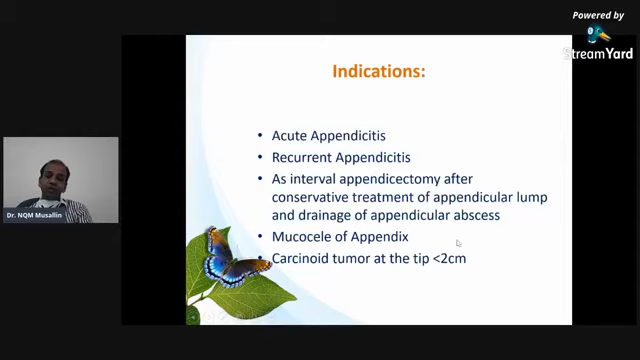 Powered by
StreamYard
Indications:
• Acute Appendicitis
• Recurrent Appendicitis
• As interval appendicectomy after
conservative treatment of appendicular lump
and drainage of appendicular abscess
• Mucocele of Appendix
• Carcinoid tumor at the tip <2cm
Dr. NQM Musallin